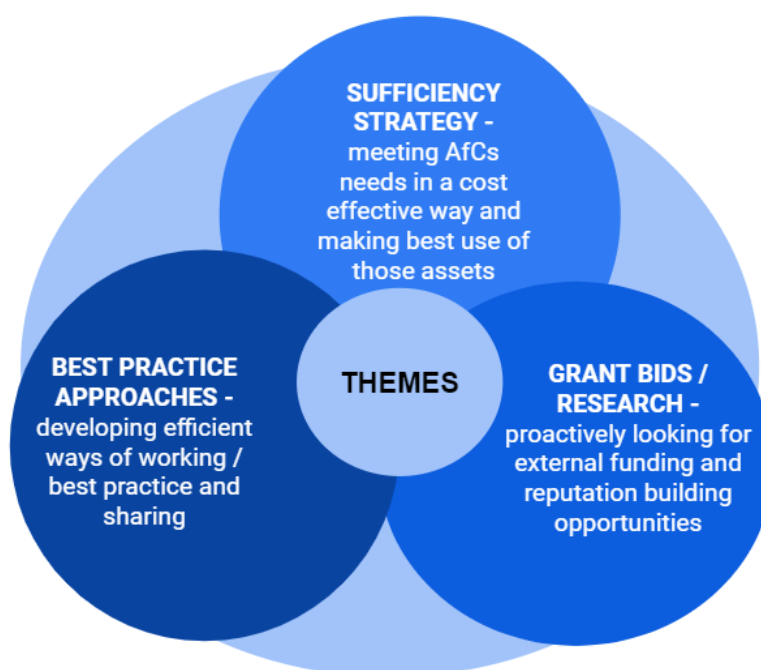 SUFFICIENCY
STRATEGY -
meeting AfCs
needs in a cost
effective way and
making best use of
those assets
BEST PRACTICE
APPROACHES -
developing efficient
ways of working /
best practice and
sharing
THEMES
GRANT BIDS /
RESEARCH -
proactively looking for
external funding and
reputation building
opportunities